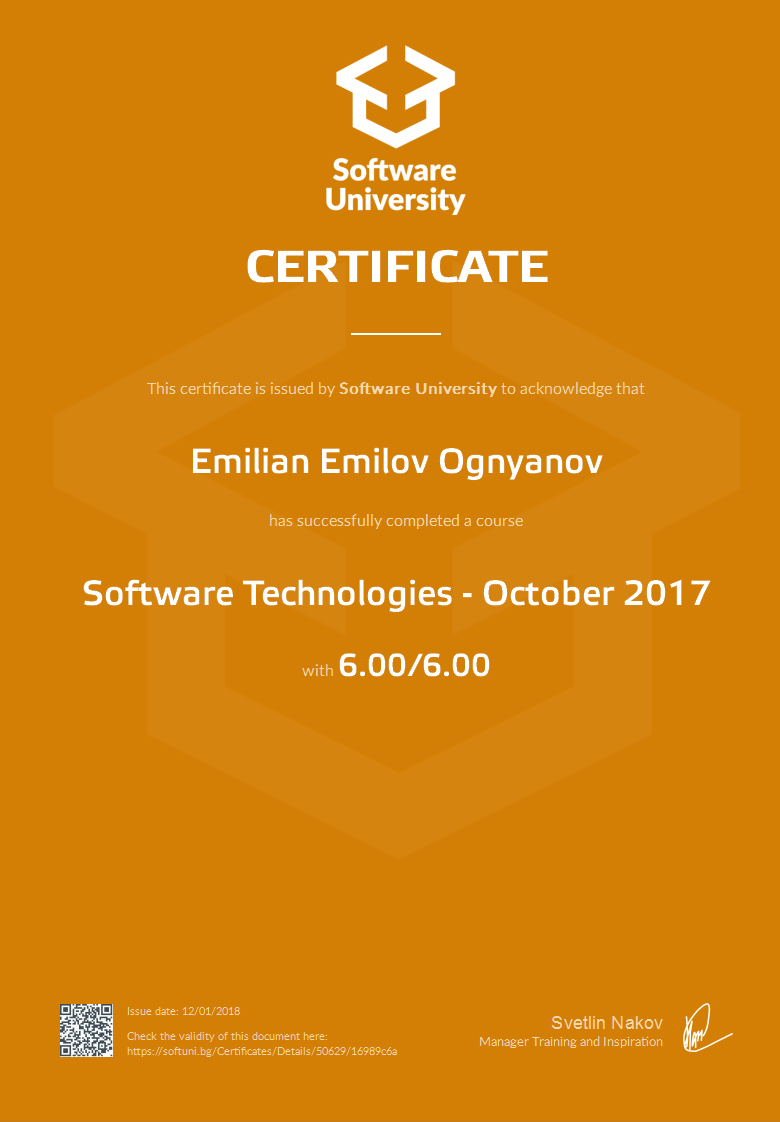 Software
University
CERTIFICATE
This certificate is issued by Software University to acknowledge that
Emilian Emilov Ognyanov
has successfully completed a course
Software Technologies - October 2017
with 6.00/6.00
Issue date: 12/01/2018
Check the validity of this document here:
https://softuni.bg/Certificates/Details/50629/16989c6a
Svetlin Nakov
Manager Training and Inspiration